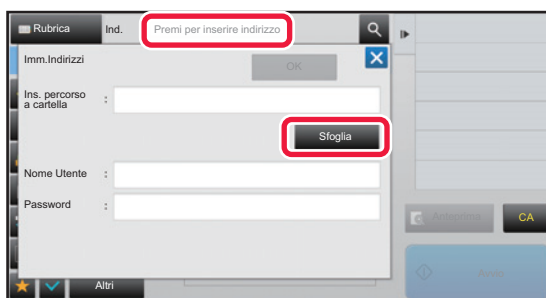 Rubrica
Ind.
Premi per inserire indirizzo
Imm.Indirizzi
OK
Ins. percorso
a cartella
:
Sfoglia
Nome Utente :
Password :
Anteprima
CA
Avvio
Altri